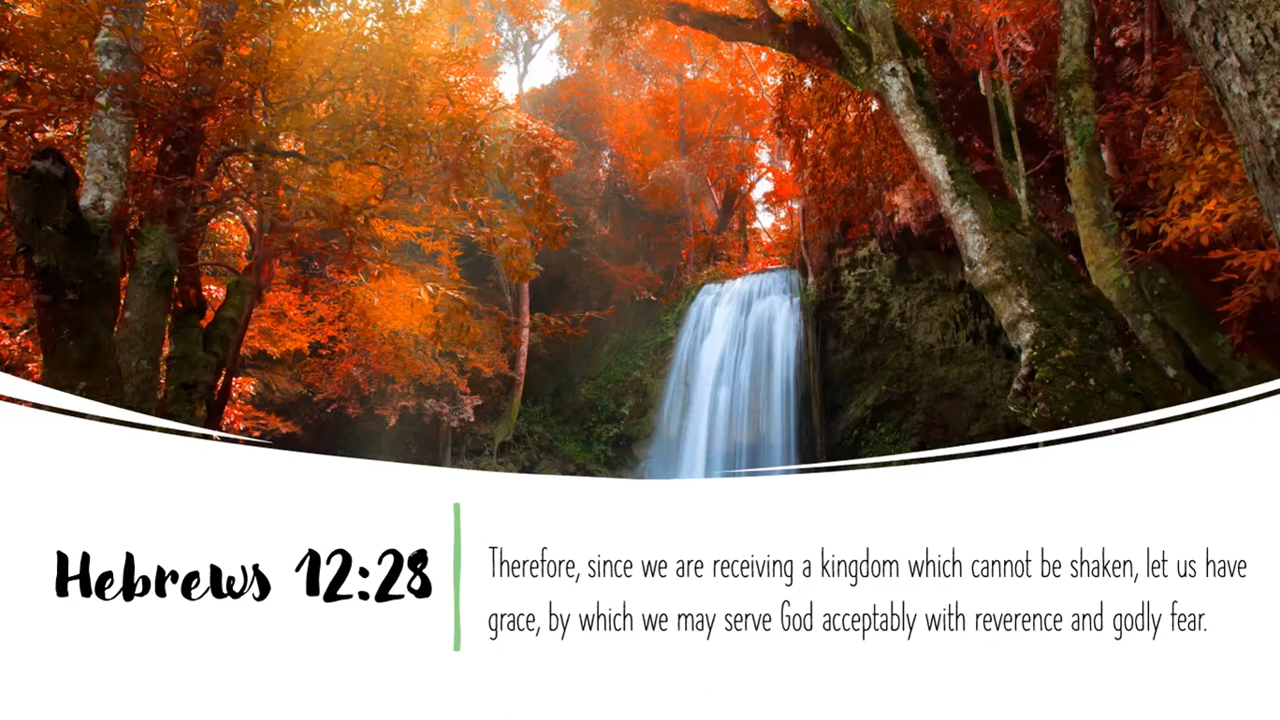 Hebrews 12:28
Therefore, since we are receiving a kingdom which cannot be shaken, let us have
grace, by which we may serve God acceptably with reverence and godly fear.